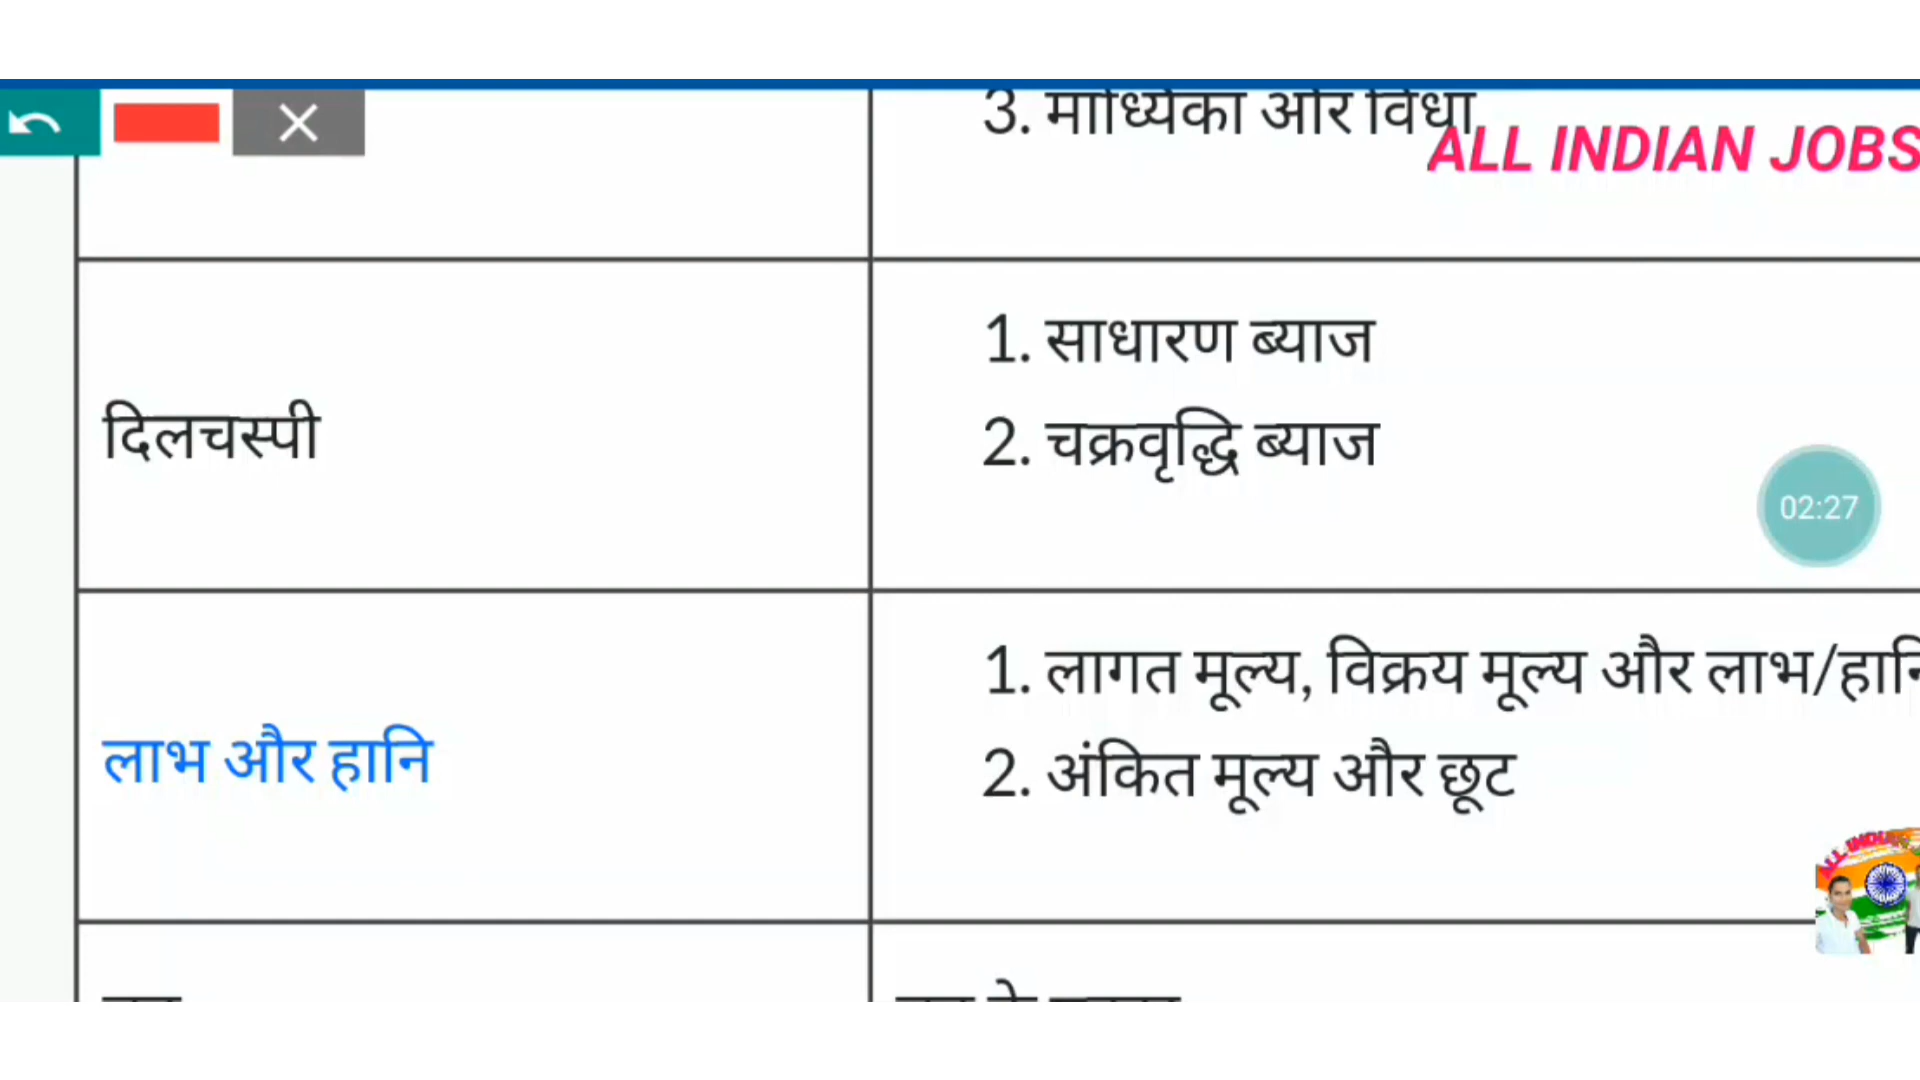 3. माध्यिका और विधा
ALL INDIAN JOBS
1. साधारण ब्याज
2. चक्रवृद्धि ब्याज
दिलचस्पी
02:27
1. लागत मूल्य, विक्रय मूल्य और लाभ/हानि
2. अंकित मूल्य और छूट
लाभ और हानि